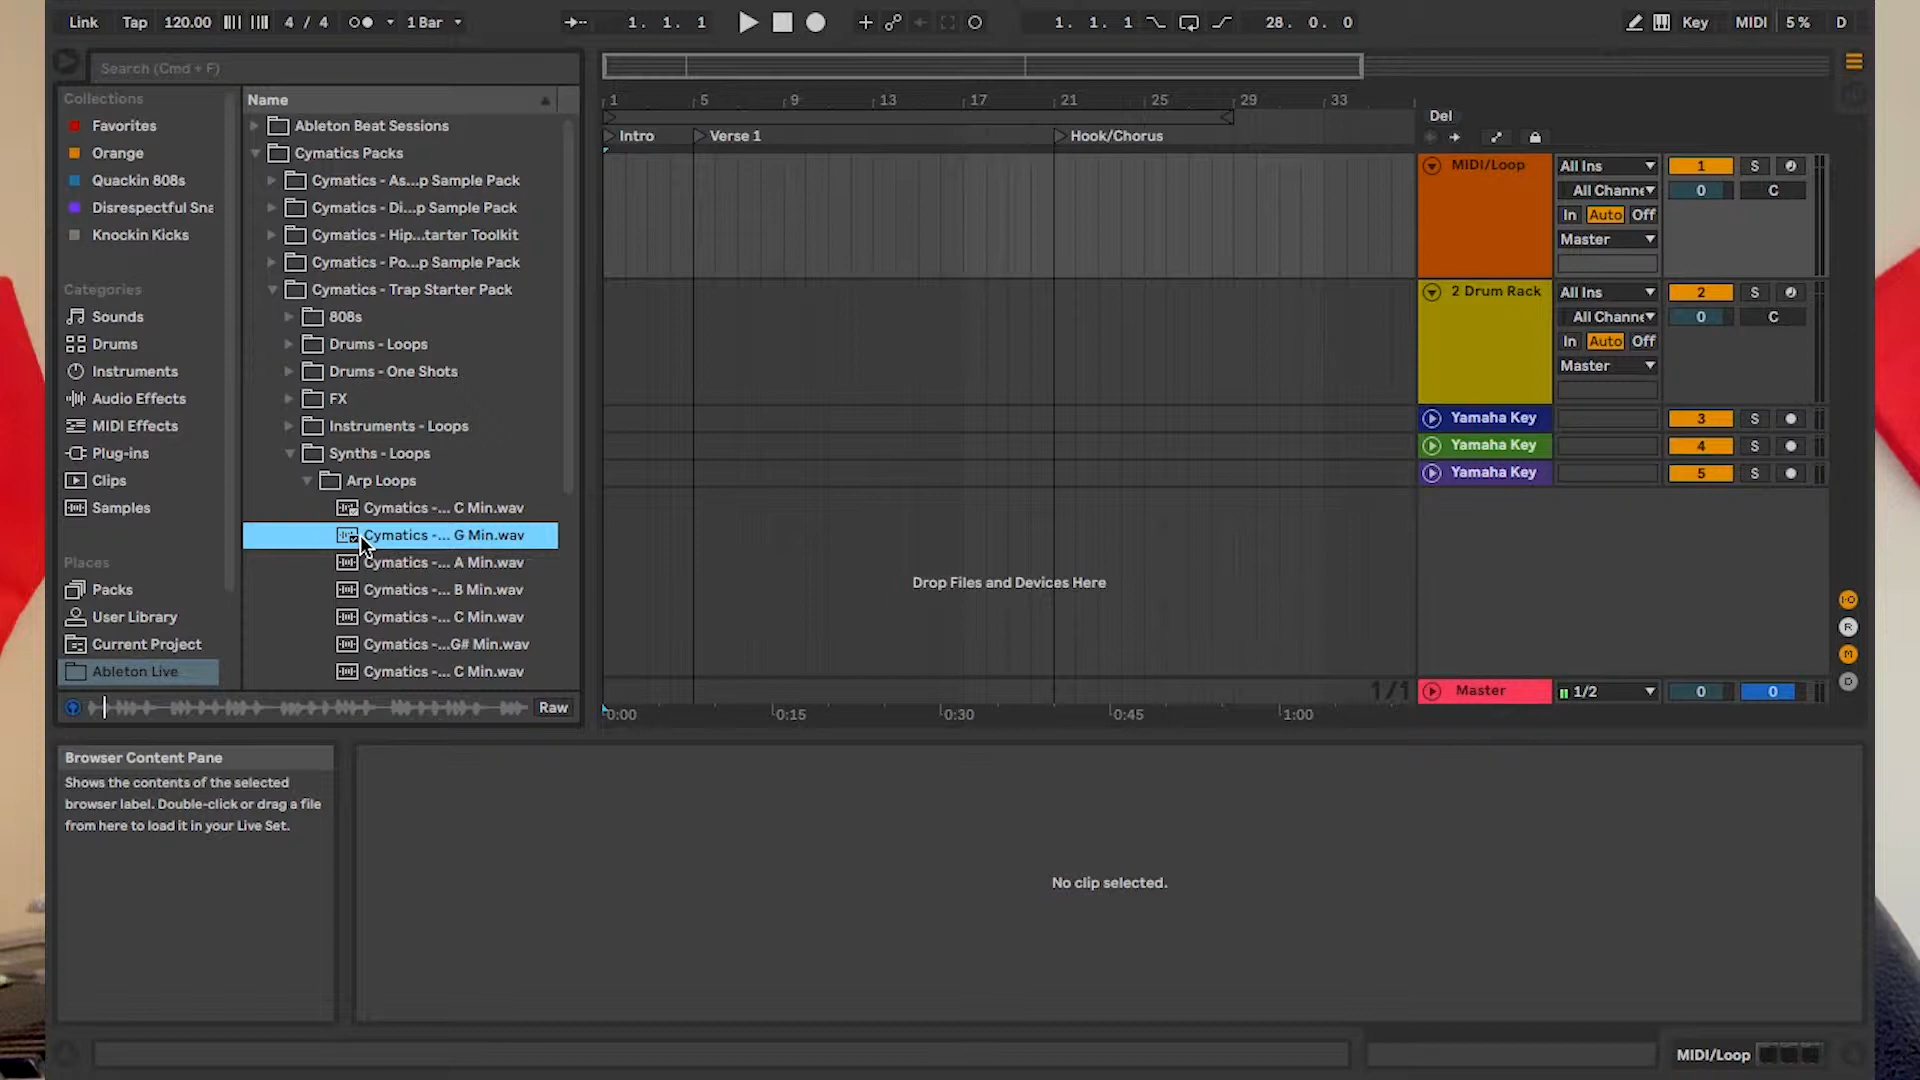 Link Tap 120.00 4 / 4 1 Bar 1. 1. 1 1. 1. 1 28. 0. 0 Key MIDI 5 % D
Search (Cmd + F)
Collections
Favorites
Orange
Quackin 808s
Disrespectful Sna
Knockin Kicks
Categories
Sounds
Drums
Instruments
Audio Effects
MIDI Effects
Plug-ins
Clips
Samples
Places
Packs
User Library
Current Project
Ableton Live
Name
Ableton Beat Sessions
Cymatics Packs
Cymatics - As...p Sample Pack
Cymatics - Di...p Sample Pack
Cymatics - Hip...tarter Toolkit
Cymatics - Po...p Sample Pack
Cymatics - Trap Starter Pack
808s
Drums - Loops
Drums - One Shots
FX
Instruments - Loops
Synths - Loops
Arp Loops
Cymatics -... C Min.wav
Cymatics -... G Min.wav
Cymatics -... A Min.wav
Cymatics -... B Min.wav
Cymatics -... C Min.wav
Cymatics -...G# Min.wav
Cymatics -... C Min.wav
Raw
1 5 9 13 17 21 25 29 33
Del
Intro Verse 1 Hook/Chorus
MIDI/Loop All Ins 1 S
All Channe 0 C
In Auto Off
Master
2 Drum Rack All Ins 2 S
All Channe 0 C
In Auto Off
Master
Yamaha Key 3 S
Yamaha Key 4 S
Yamaha Key 5 S
Drop Files and Devices Here
I·O
R
M
D
1/1 Master 1/2 0 0
0:00 0:15 0:30 0:45 1:00
Browser Content Pane
Shows the contents of the selected
browser label. Double-click or drag a file
from here to load it in your Live Set.
No clip selected.
MIDI/Loop